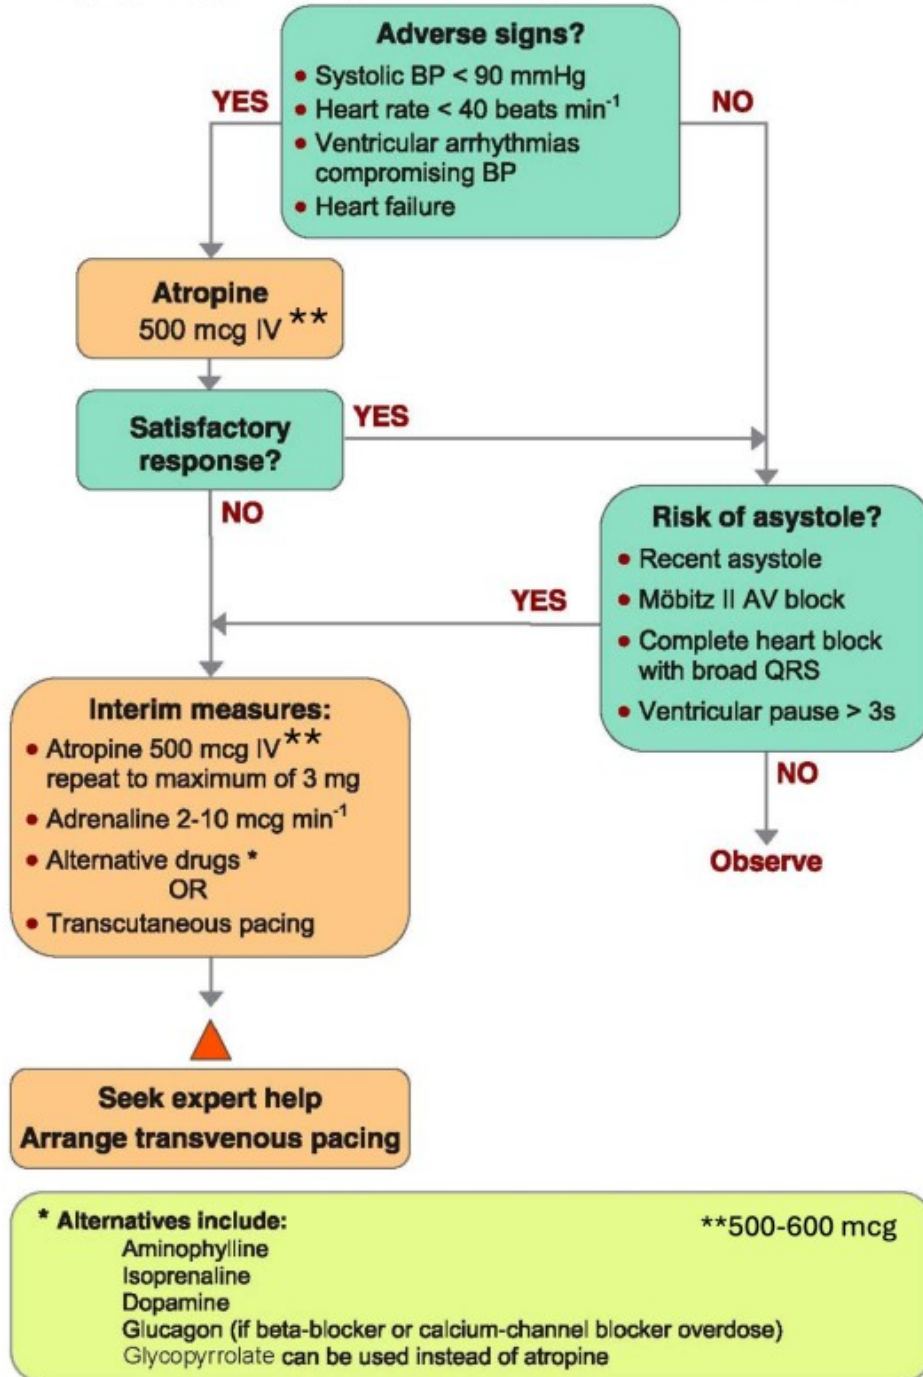 Adverse signs?
• Systolic BP < 90 mmHg
• Heart rate < 40 beats min⁻¹
• Ventricular arrhythmias
compromising BP
• Heart failure
YES
NO
Atropine
500 mcg IV **
Satisfactory
response?
YES
NO
Risk of asystole?
• Recent asystole
• Möbitz II AV block
• Complete heart block
with broad QRS
• Ventricular pause > 3s
YES
NO
Observe
Interim measures:
• Atropine 500 mcg IV **
repeat to maximum of 3 mg
• Adrenaline 2-10 mcg min⁻¹
• Alternative drugs *
OR
• Transcutaneous pacing
Seek expert help
Arrange transvenous pacing
* Alternatives include:
Aminophylline
Isoprenaline
Dopamine
Glucagon (if beta-blocker or calcium-channel blocker overdose)
Glycopyrrolate can be used instead of atropine
**500-600 mcg